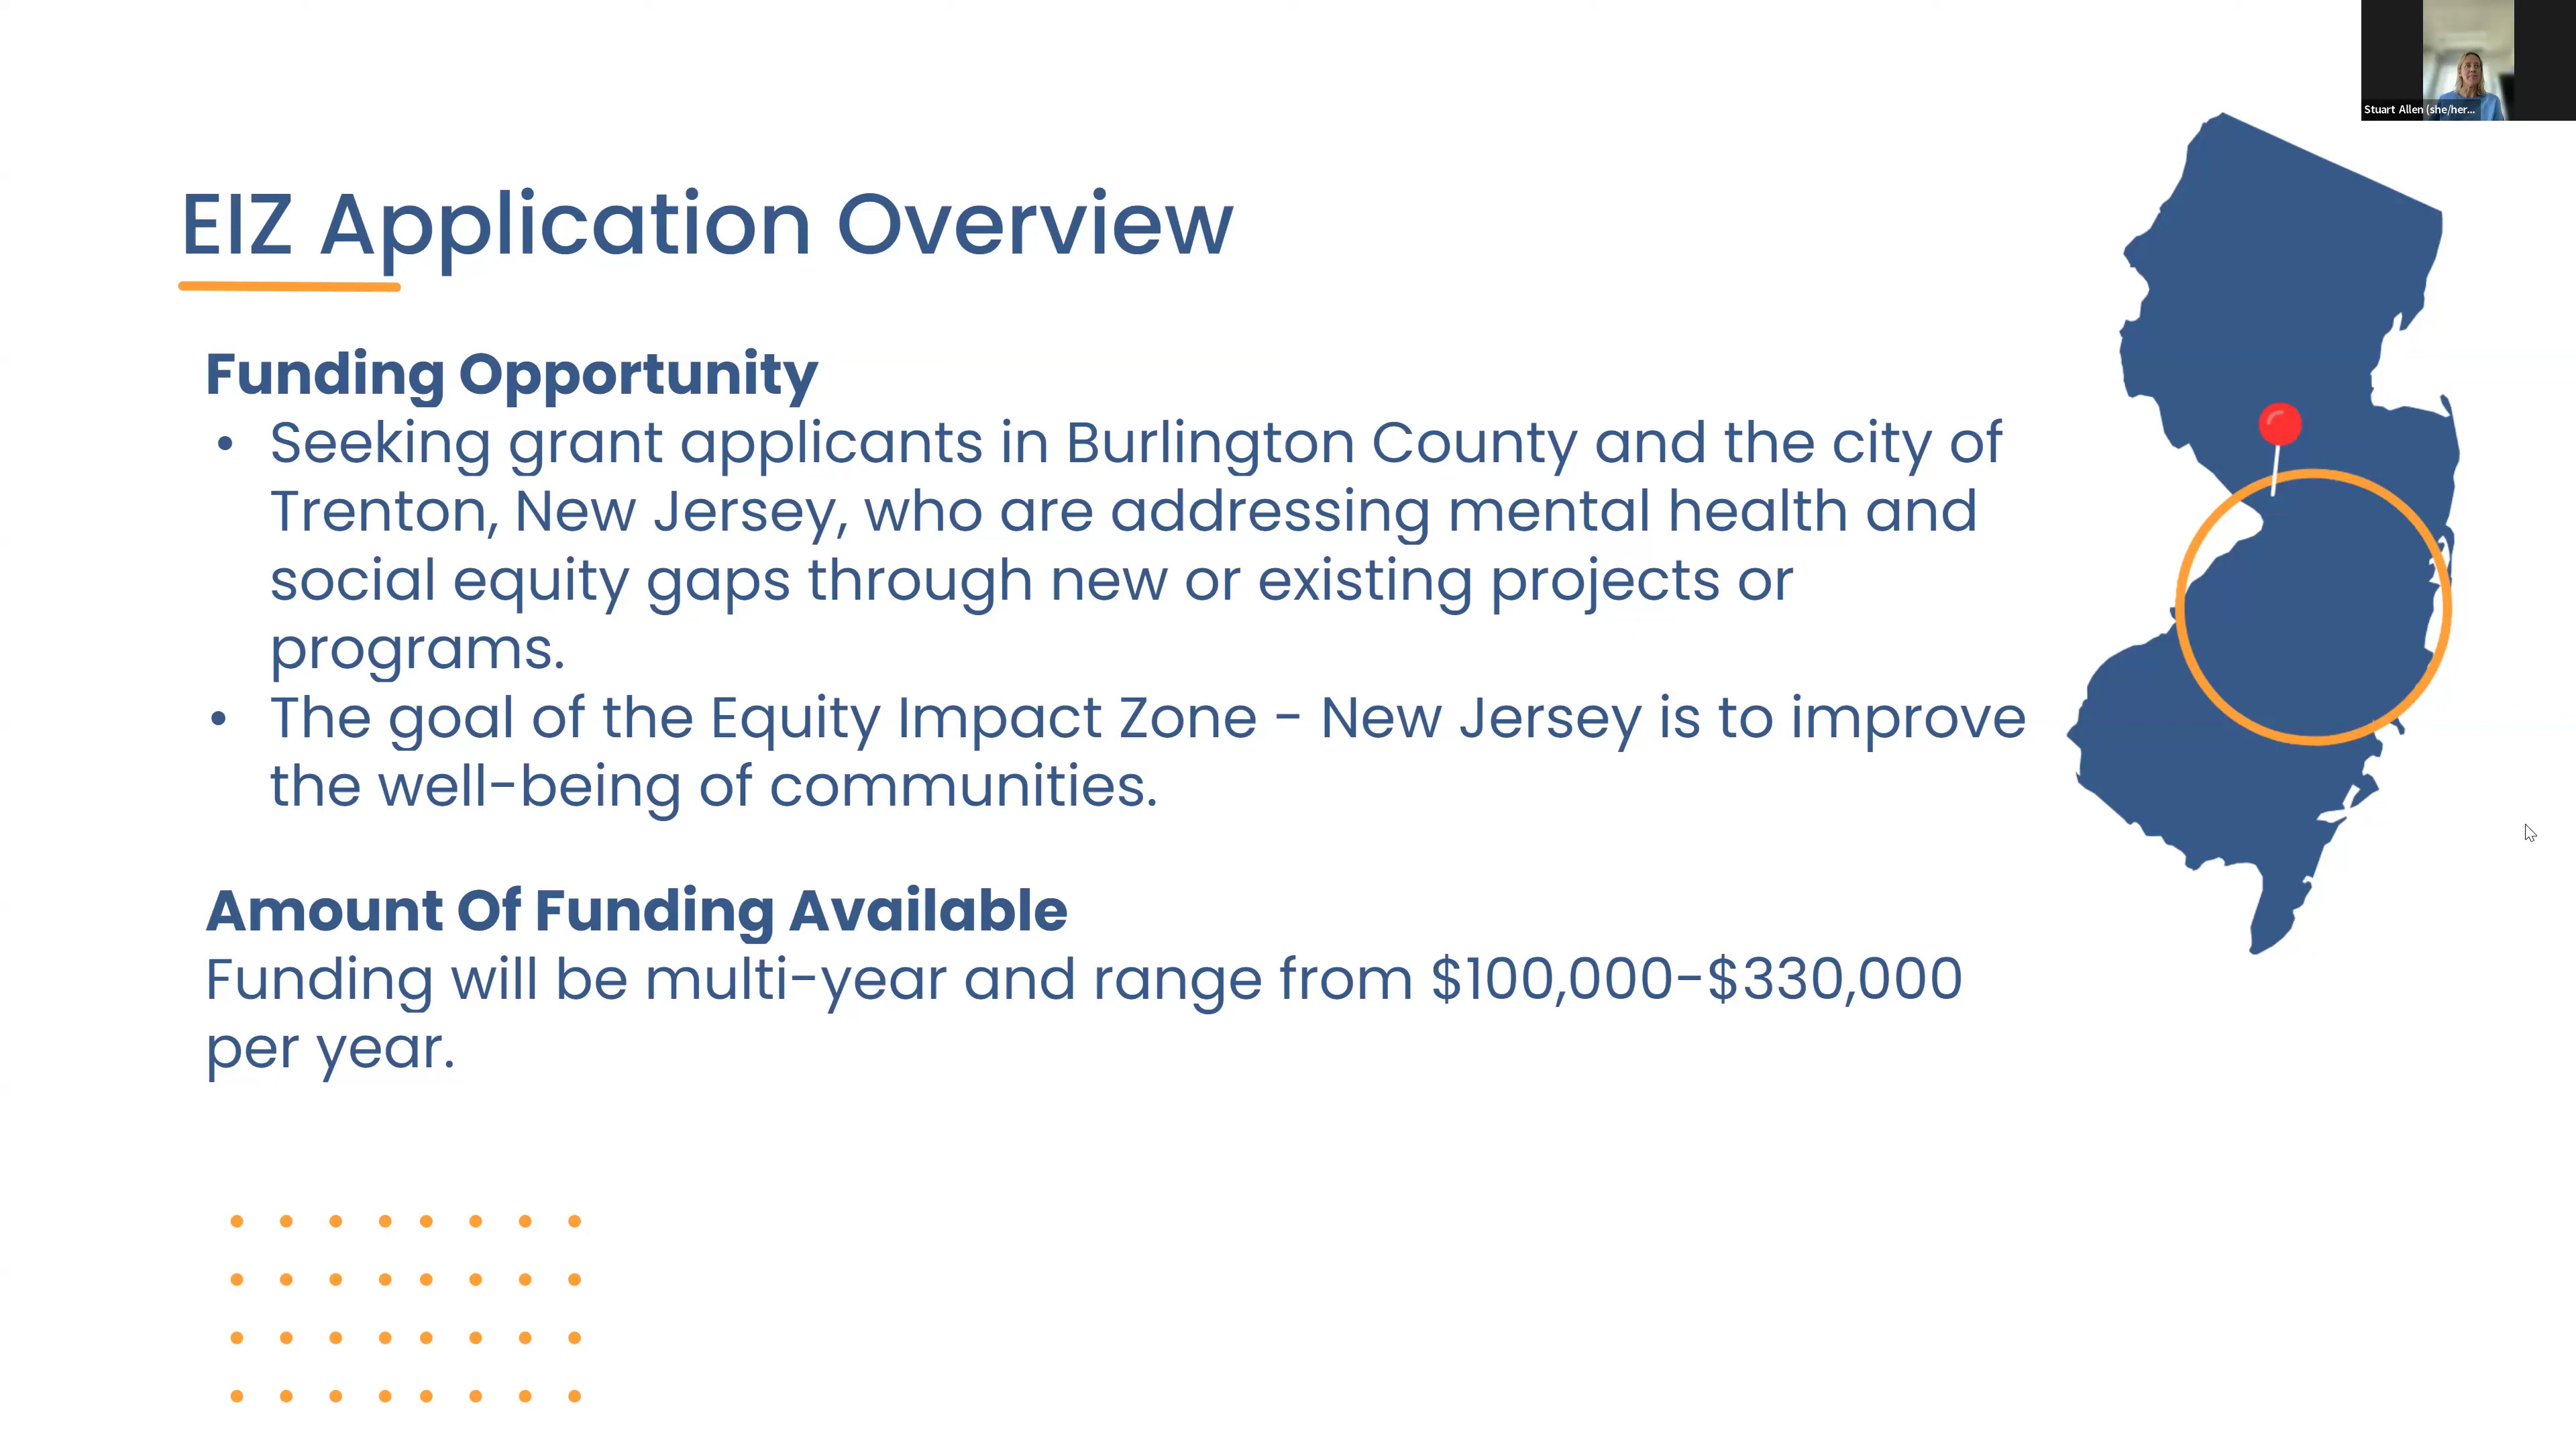 Stuart Allen (she/her...
EIZ Application Overview
Funding Opportunity
• Seeking grant applicants in Burlington County and the city of
Trenton, New Jersey, who are addressing mental health and
social equity gaps through new or existing projects or
programs.
• The goal of the Equity Impact Zone - New Jersey is to improve
the well-being of communities.
Amount Of Funding Available
Funding will be multi-year and range from $100,000-$330,000
per year.